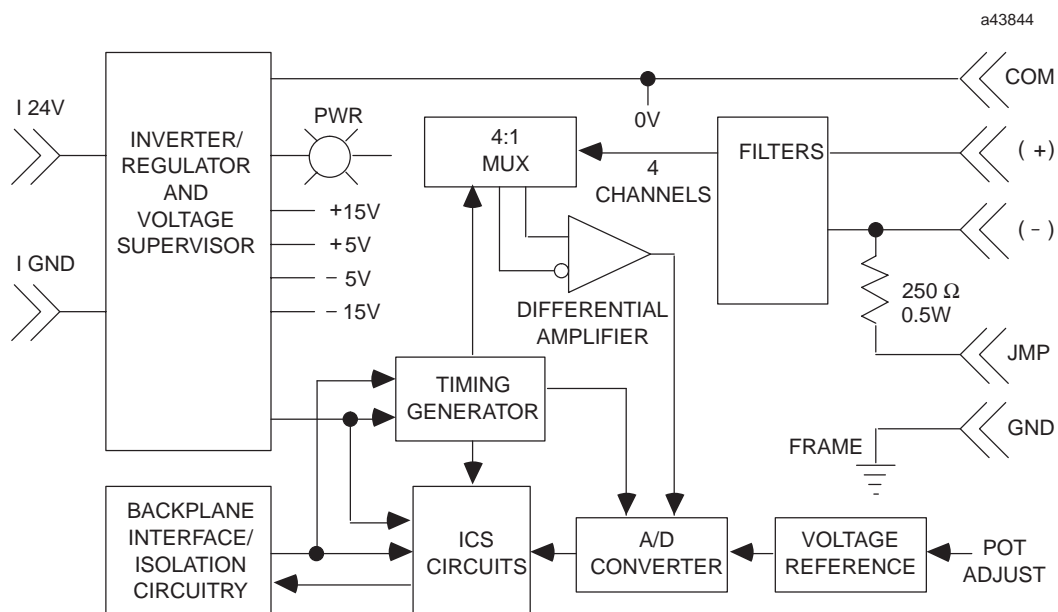 a43844
COM
I 24V
INVERTER/
REGULATOR
AND
VOLTAGE
SUPERVISOR
PWR
+15V
+5V
- 5V
- 15V
I GND
4:1
MUX
0V
4
CHANNELS
FILTERS
( + )
( - )
DIFFERENTIAL
AMPLIFIER
250 Ω
0.5W
JMP
TIMING
GENERATOR
FRAME
GND
BACKPLANE
INTERFACE/
ISOLATION
CIRCUITRY
ICS
CIRCUITS
A/D
CONVERTER
VOLTAGE
REFERENCE
POT
ADJUST